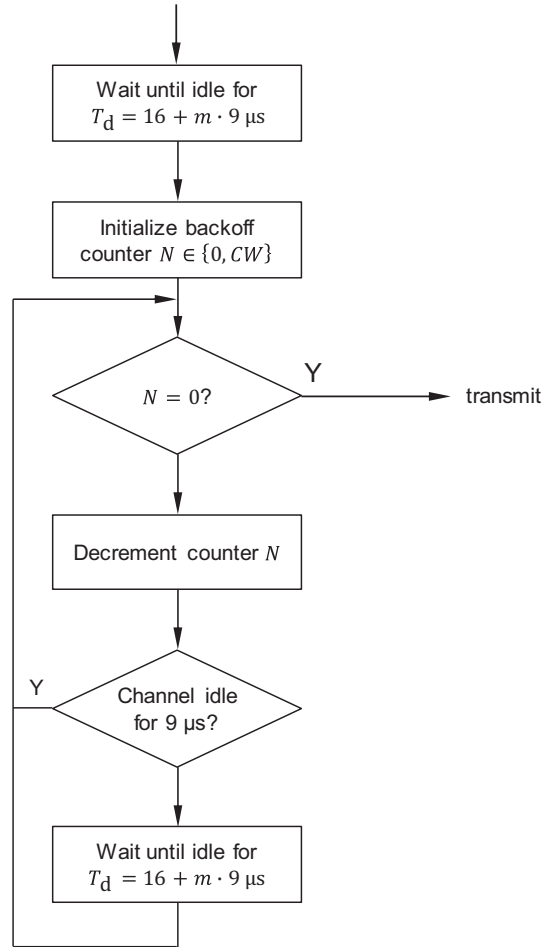 Wait until idle for
T_d = 16 + m · 9 µs
Initialize backoff
counter N ∈ {0, CW}
Y
N = 0?
transmit
Decrement counter N
Y
Channel idle
for 9 µs?
Wait until idle for
T_d = 16 + m · 9 µs